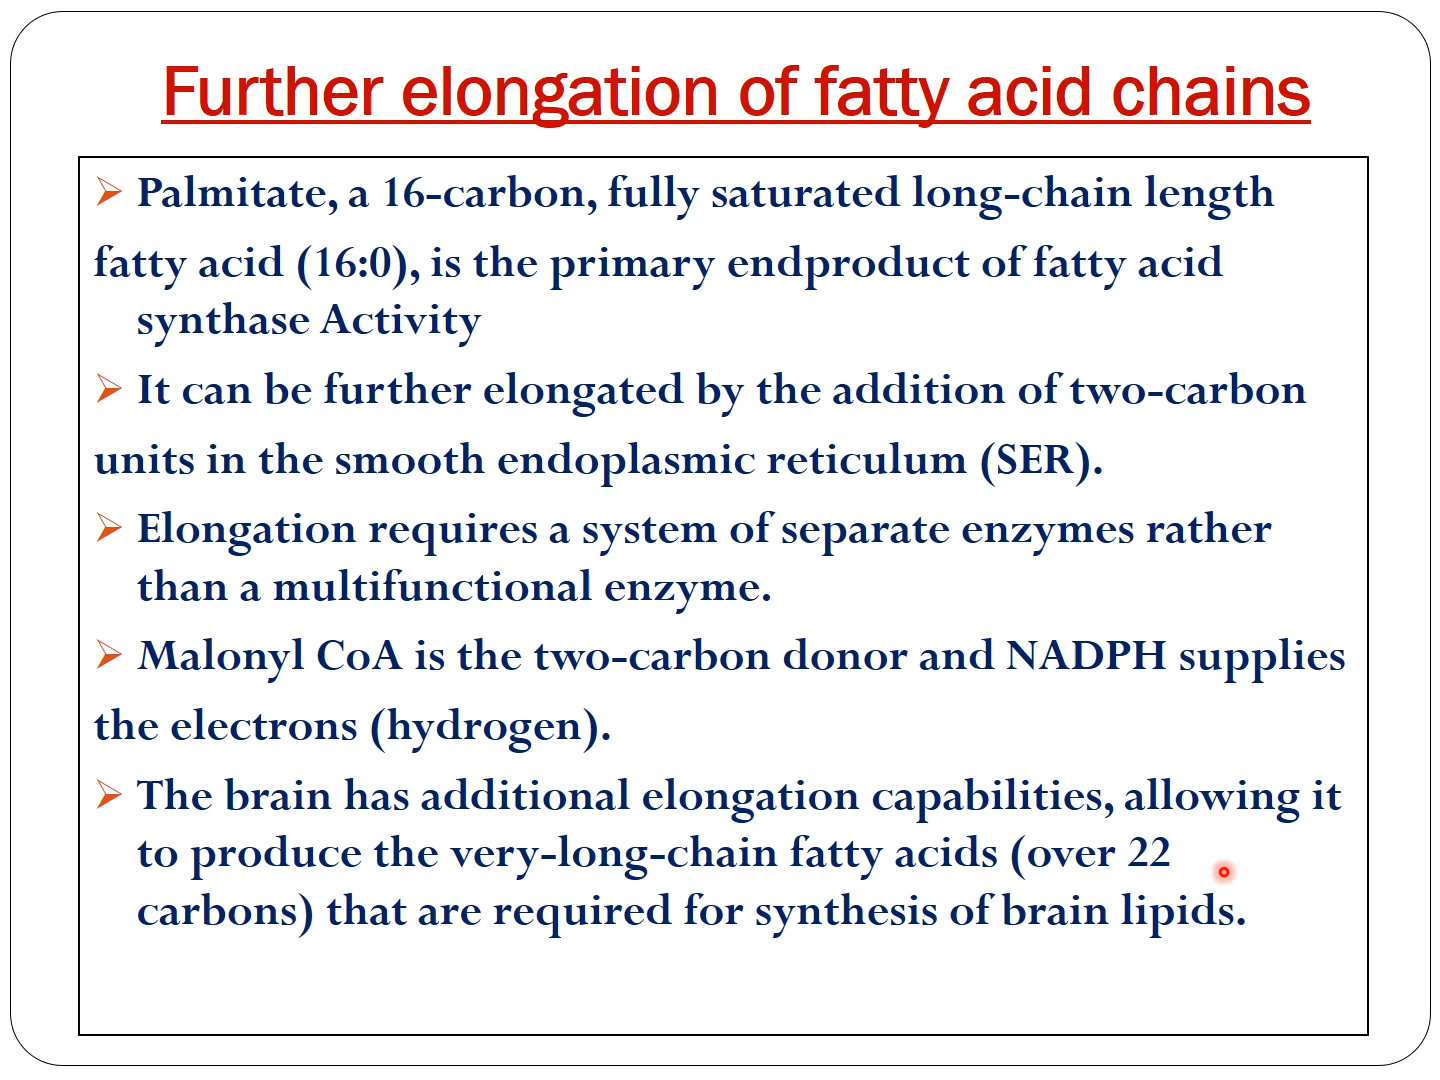 Further elongation of fatty acid chains
Palmitate, a 16-carbon, fully saturated long-chain length
fatty acid (16:0), is the primary endproduct of fatty acid
synthase Activity
It can be further elongated by the addition of two-carbon
units in the smooth endoplasmic reticulum (SER).
Elongation requires a system of separate enzymes rather
than a multifunctional enzyme.
Malonyl CoA is the two-carbon donor and NADPH supplies
the electrons (hydrogen).
The brain has additional elongation capabilities, allowing it
to produce the very-long-chain fatty acids (over 22
carbons) that are required for synthesis of brain lipids.